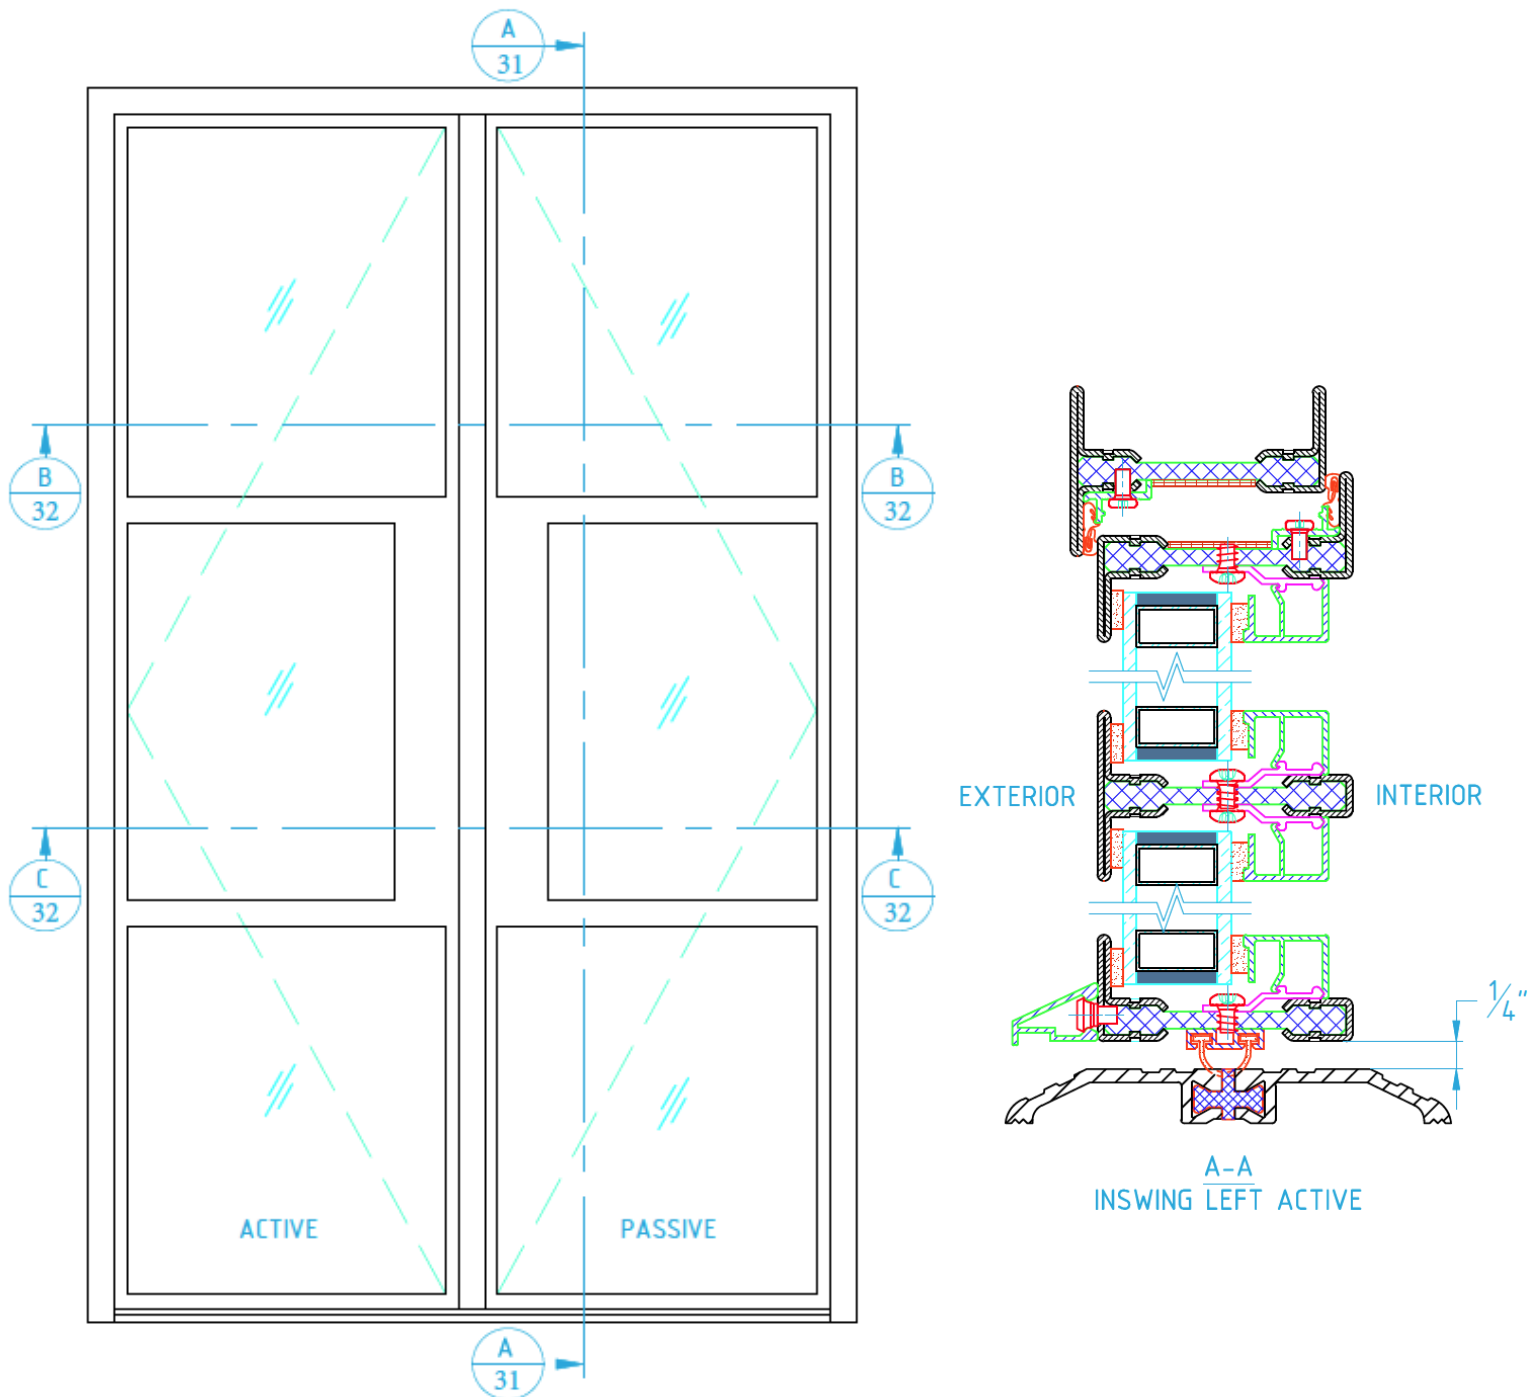 A
31
B
32
B
32
EXTERIOR
INTERIOR
C
32
C
32
1/4"
ACTIVE
PASSIVE
A-A
INSWING LEFT ACTIVE
A
31